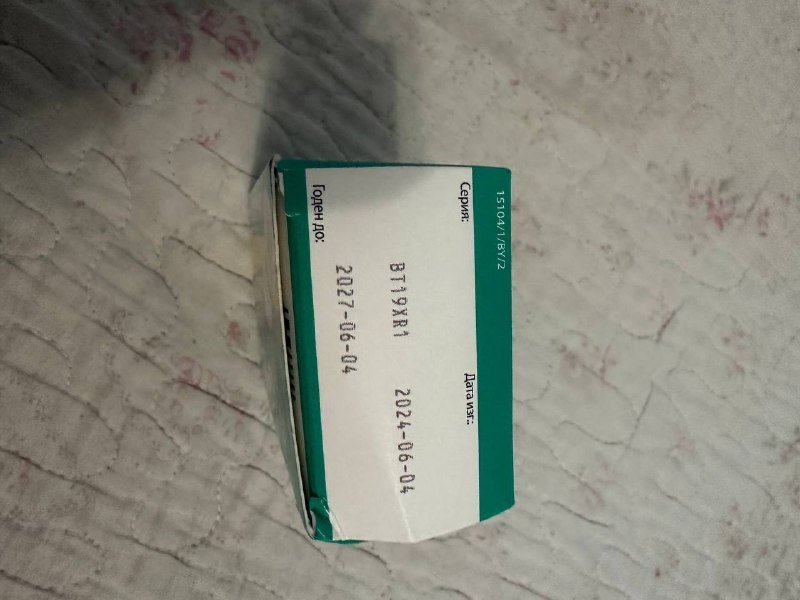 15104/1/BY/2
Серия: Дата изг.:
BT19XR1 2024-06-04
Годен до: 2027-06-04